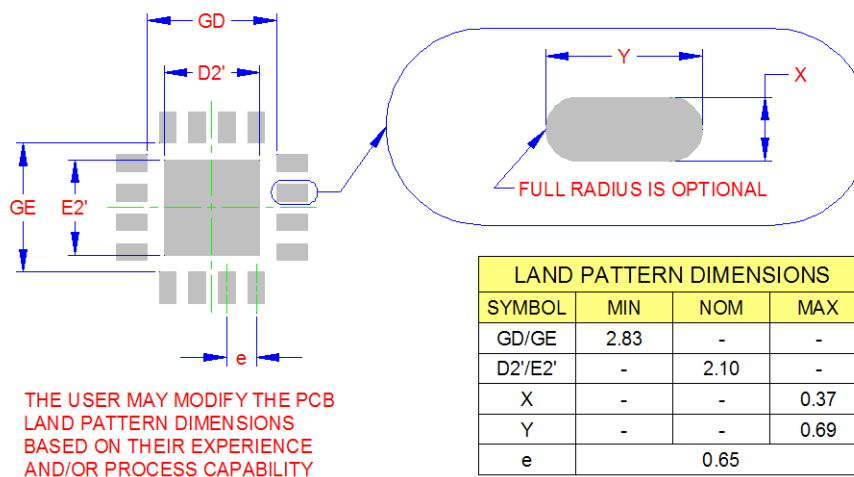 GD
D2'
GE
E2'
e
Y
X
FULL RADIUS IS OPTIONAL
THE USER MAY MODIFY THE PCB
LAND PATTERN DIMENSIONS
BASED ON THEIR EXPERIENCE
AND/OR PROCESS CAPABILITY
LAND PATTERN DIMENSIONS
SYMBOL MIN NOM MAX
GD/GE 2.83 - -
D2'/E2' - 2.10 -
X - - 0.37
Y - - 0.69
e 0.65